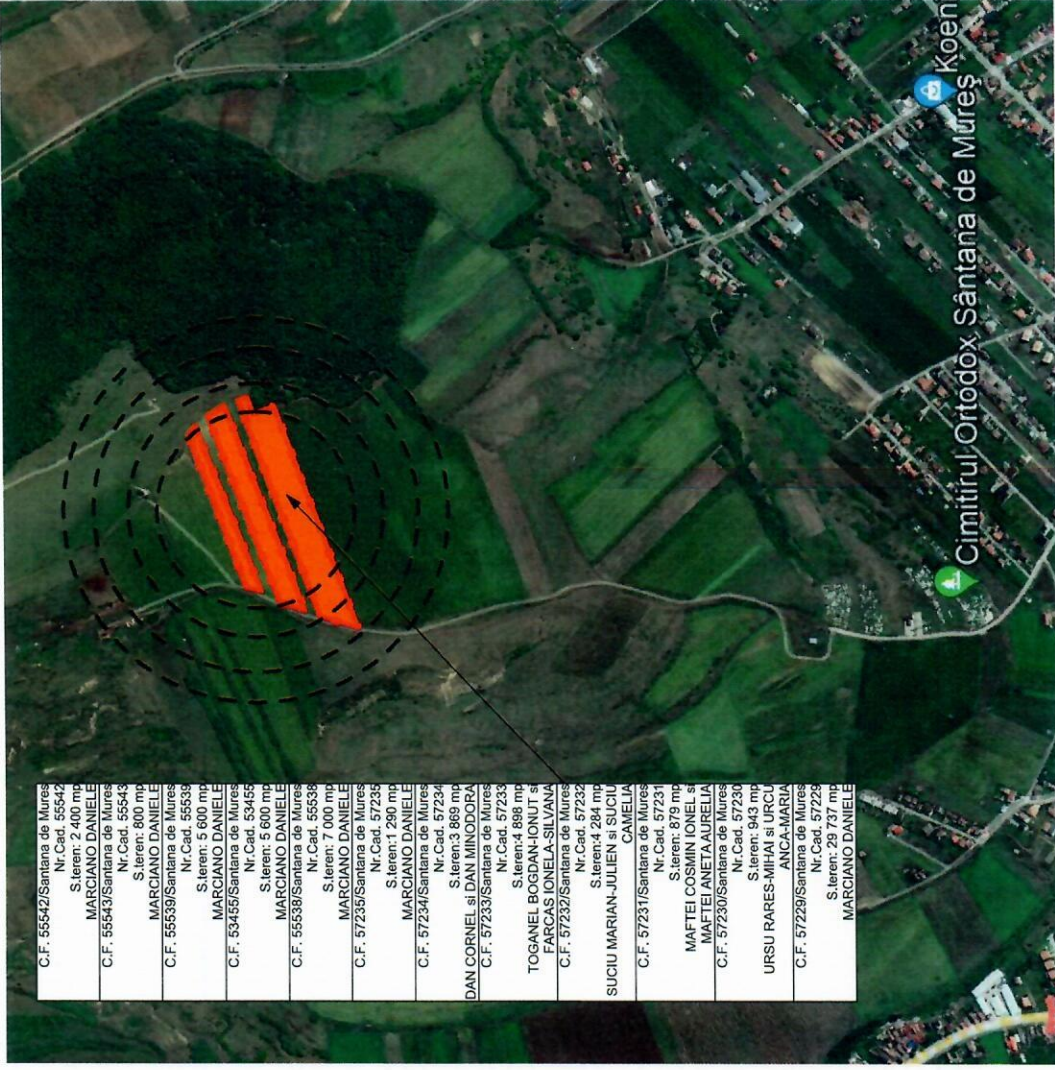 C.F. 55542/Santana de Mures
Nr.Cad. 55542
S.teren: 2 400 mp
MARCIANO DANIELE
C.F. 55543/Santana de Mures
Nr.Cad. 55543
S.teren: 800 mp
MARCIANO DANIELE
C.F. 55539/Santana de Mures
Nr.Cad. 55539
S.teren: 5 600 mp
MARCIANO DANIELE
C.F. 53455/Santana de Mures
Nr.Cad. 53455
S.teren: 5 600 mp
MARCIANO DANIELE
C.F. 55538/Santana de Mures
Nr.Cad. 55538
S.teren: 7 000 mp
MARCIANO DANIELE
C.F. 57235/Santana de Mures
Nr.Cad. 57235
S.teren:1 290 mp
MARCIANO DANIELE
C.F. 57234/Santana de Mures
Nr.Cad. 57234
S.teren:3 869 mp
DAN CORNEL si DAN MINODORA
C.F. 57233/Santana de Mures
Nr.Cad. 57233
S.teren:4 898 mp
TOGANEL BOGDAN-IONUT si
FARCAS IONELA-SILVANA
C.F. 57232/Santana de Mures
Nr.Cad. 57232
S.teren:4 284 mp
SUCIU MARIAN-JULIEN si SUCIU
CAMELIA
C.F. 57231/Santana de Mures
Nr.Cad. 57231
S.teren: 879 mp
MAFTEI COSMIN IONEL si
MAFTEI ANETA AURELIA
C.F. 57230/Santana de Mures
Nr.Cad. 57230
S.teren: 943 mp
URSU RARES-MIHAI si URCU
ANCA-MARIA
C.F. 57229/Santana de Mures
Nr.Cad. 57229
S.teren: 29 737 mp
MARCIANO DANIELE
Koen
Cimitirul Ortodox Sântana de Mureș